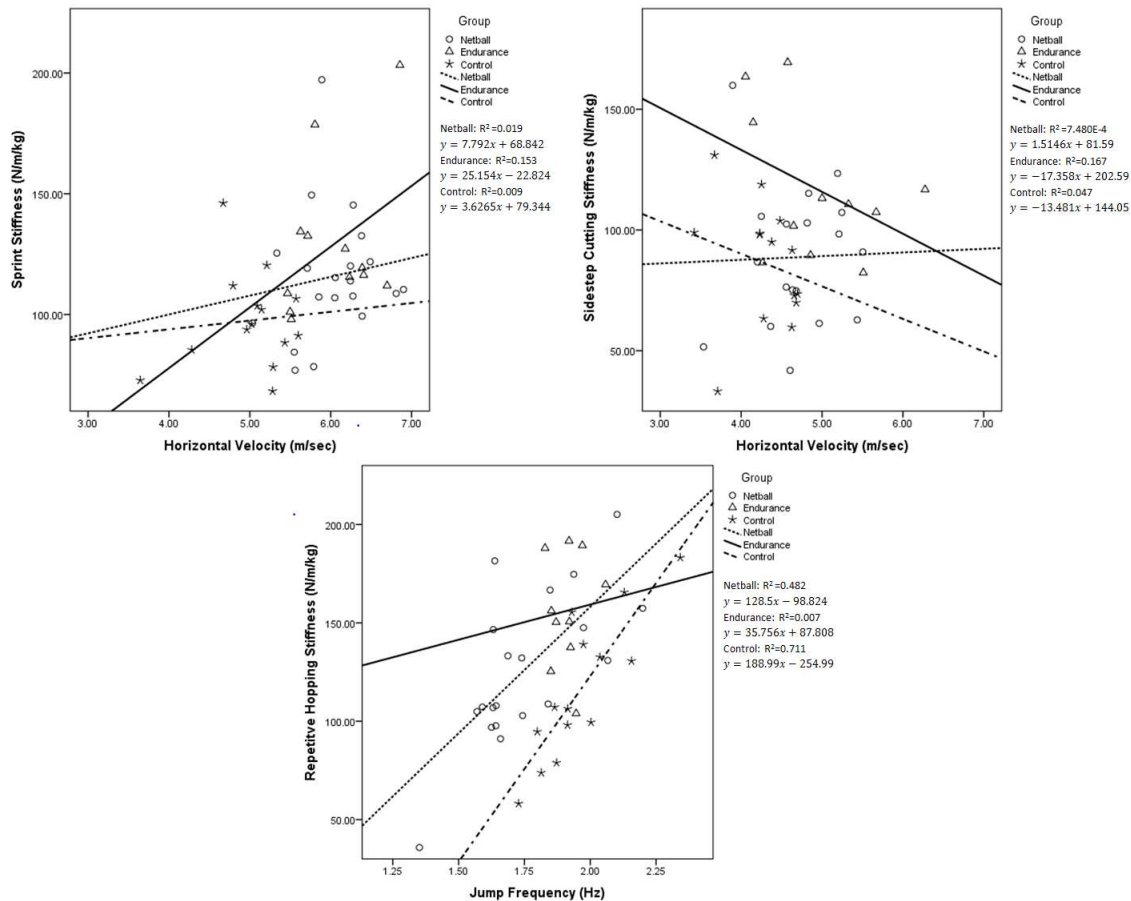 Sprint Stiffness (N/m/kg)
200.00
150.00
100.00
3.00 4.00 5.00 6.00 7.00
Horizontal Velocity (m/sec)
Group
Netball
Endurance
Control
Netball
Endurance
Control
Netball: R²=0.019
y = 7.792x + 68.842
Endurance: R²=0.153
y = 25.154x − 22.824
Control: R²=0.009
y = 3.6265x + 79.344
Sidestep Cutting Stiffness (N/m/kg)
150.00
100.00
50.00
3.00 4.00 5.00 6.00 7.00
Horizontal Velocity (m/sec)
Group
Netball
Endurance
Control
Netball
Endurance
Control
Netball: R²=7.480E-4
y = 1.5146x + 81.59
Endurance: R²=0.167
y = −17.358x + 202.59
Control: R²=0.047
y = −13.481x + 144.05
Repetitve Hopping Stiffness (N/m/kg)
200.00
150.00
100.00
50.00
1.25 1.50 1.75 2.00 2.25
Jump Frequency (Hz)
Group
Netball
Endurance
Control
Netball
Endurance
Control
Netball: R²=0.482
y = 128.5x − 98.824
Endurance: R²=0.007
y = 35.756x + 87.808
Control: R²=0.711
y = 188.99x − 254.99